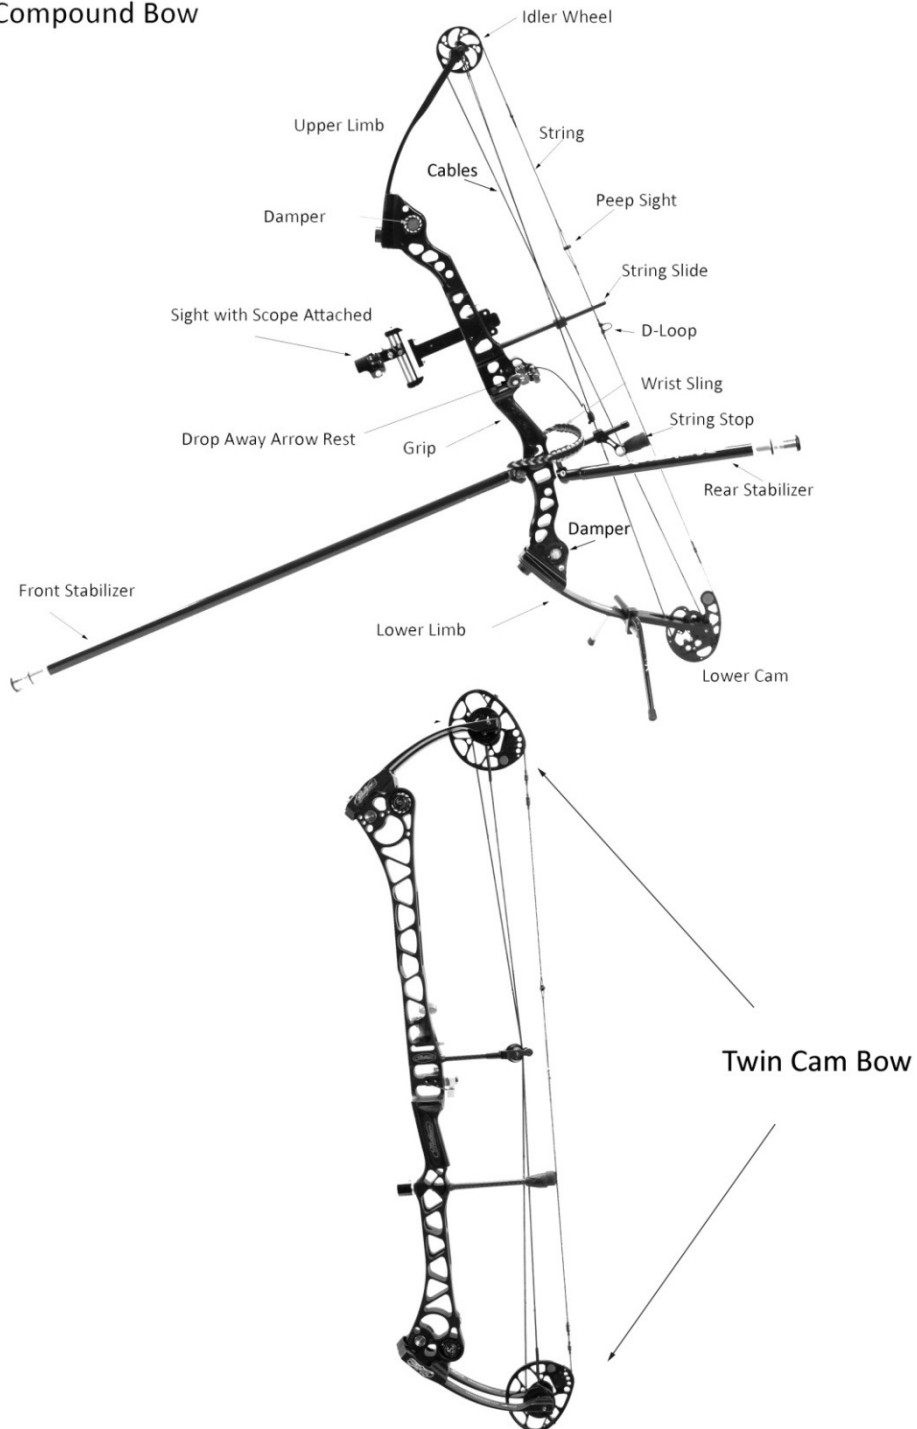 Compound Bow
Idler Wheel
Upper Limb
String
Cables
Peep Sight
Damper
String Slide
Sight with Scope Attached
D-Loop
Wrist Sling
Drop Away Arrow Rest
Grip
String Stop
Rear Stabilizer
Damper
Front Stabilizer
Lower Limb
Lower Cam
Twin Cam Bow